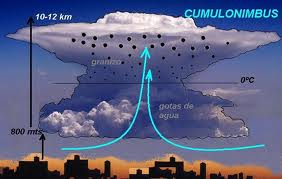 CUMULONIMBUS
10-12 km
granizo
0ºC
gotas de
agua
800 mts